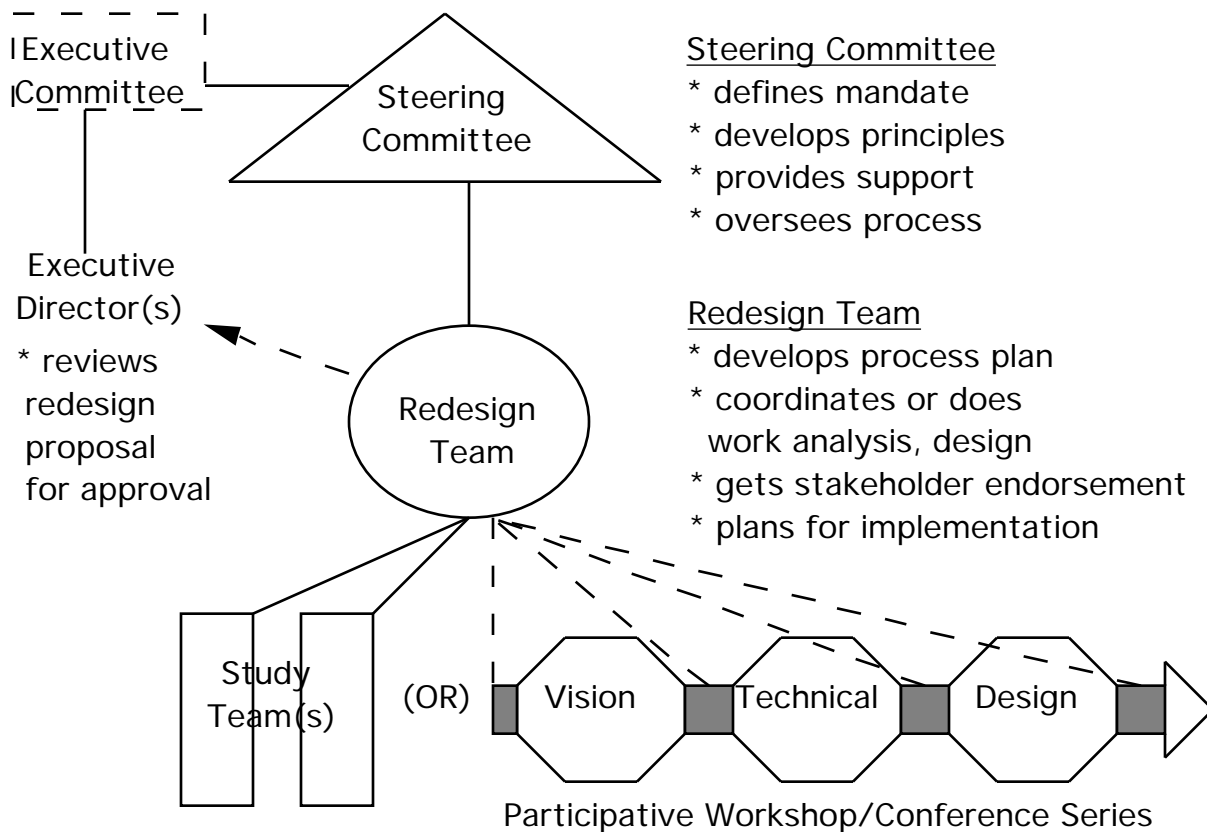 Executive
Committee
Steering
Committee
Steering Committee
* defines mandate
* develops principles
* provides support
* oversees process
Executive
Director(s)
* reviews
redesign
proposal
for approval
Redesign
Team
Redesign Team
* develops process plan
* coordinates or does
work analysis, design
* gets stakeholder endorsement
* plans for implementation
Study
Team(s)
(OR)
Vision
Technical
Design
Participative Workshop/Conference Series